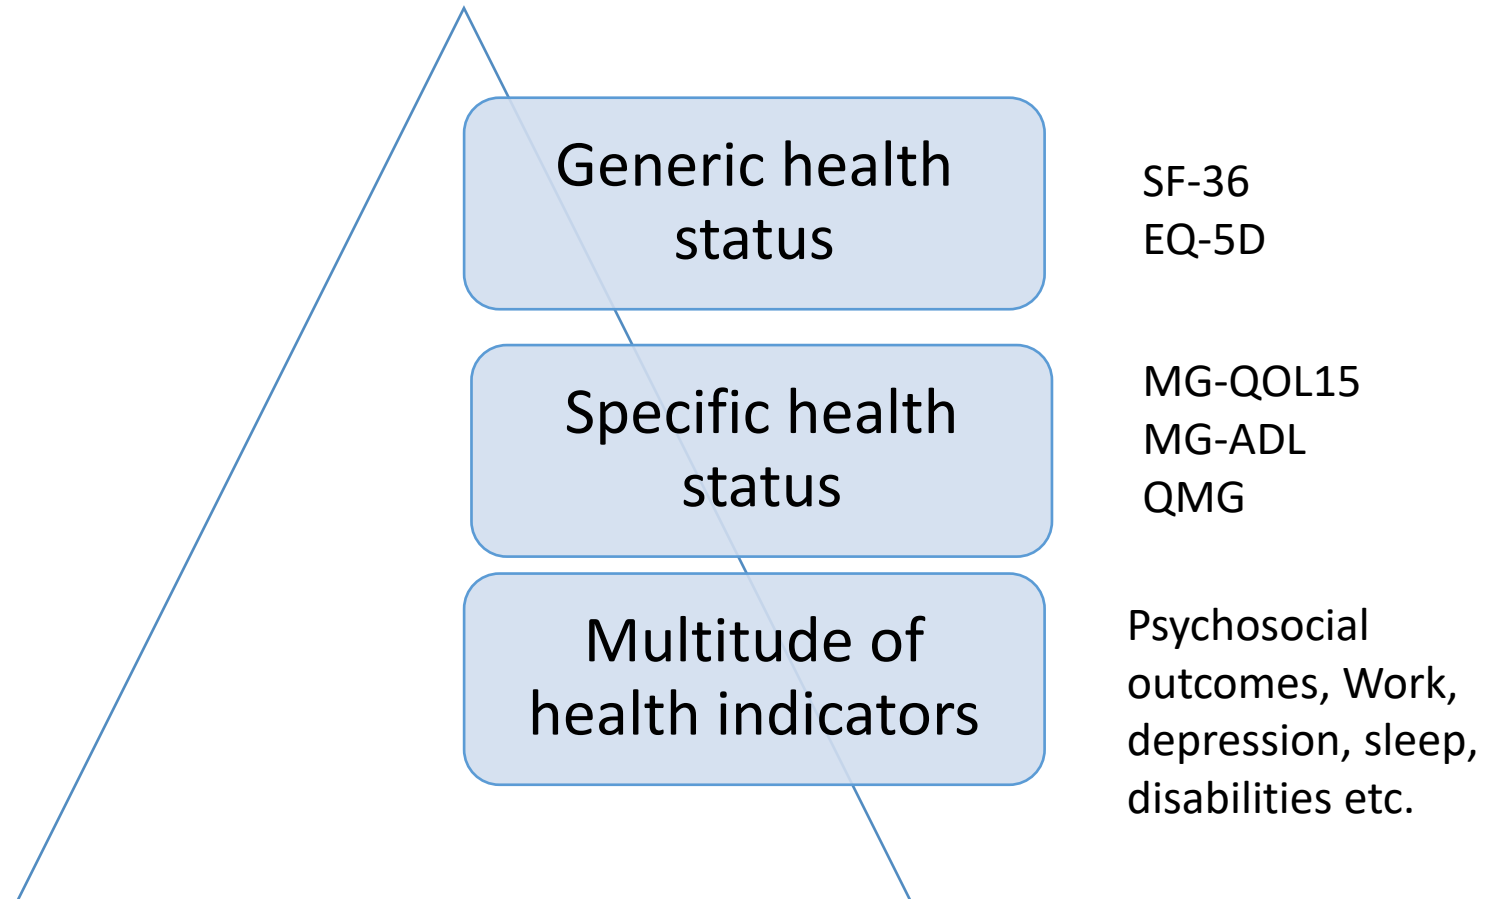 Generic health
status
SF-36
EQ-5D
Specific health
status
MG-QOL15
MG-ADL
QMG
Multitude of
health indicators
Psychosocial
outcomes, Work,
depression, sleep,
disabilities etc.